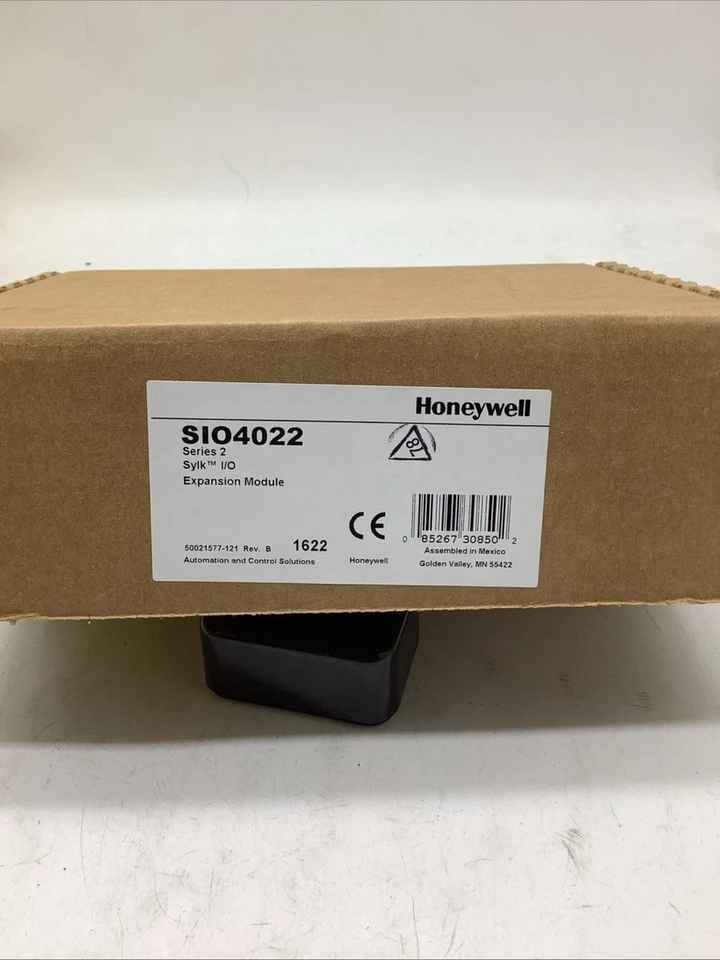 Honeywell
SIO4022
Series 2
Sylk™ I/O
Expansion Module
0 85267 30850 2
50021577-121 Rev. B 1622
CE
Assembled in Mexico
Automation and Control Solutions Honeywell Golden Valley, MN 55422